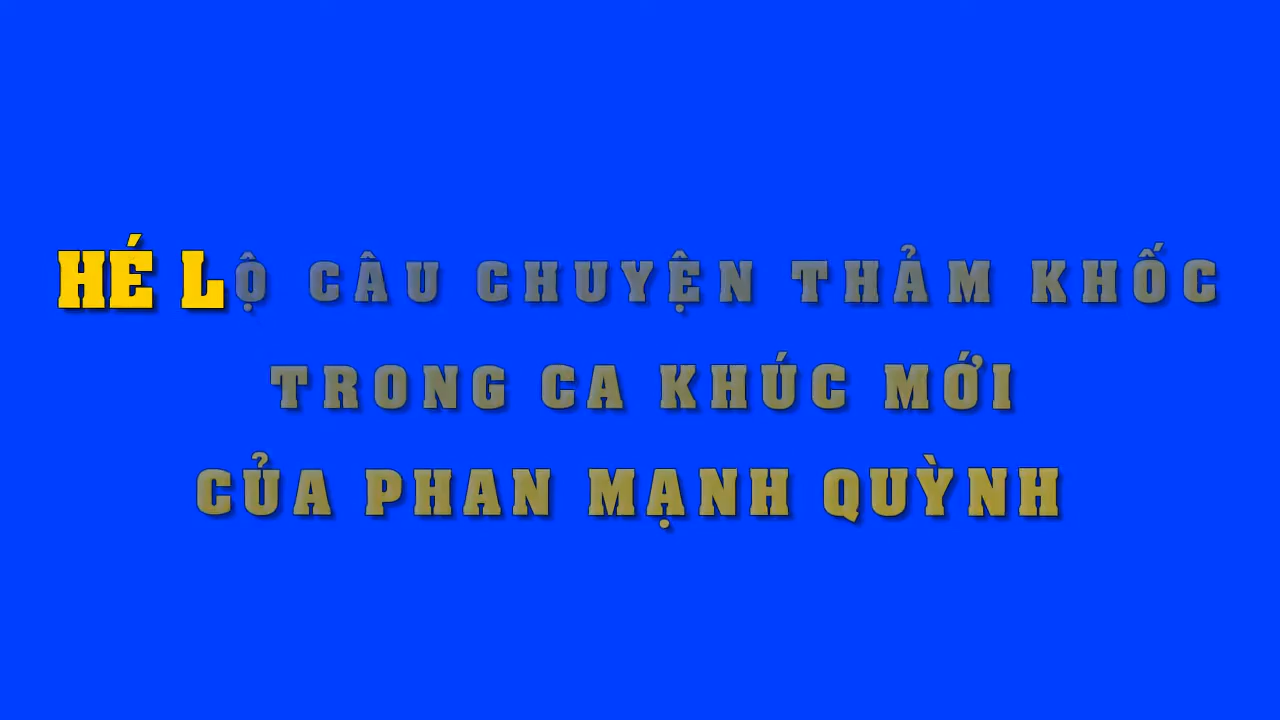 HÉ LỘ CÂU CHUYỆN THẢM KHỐC
TRONG CA KHÚC MỚI
CỦA PHAN MẠNH QUỲNH